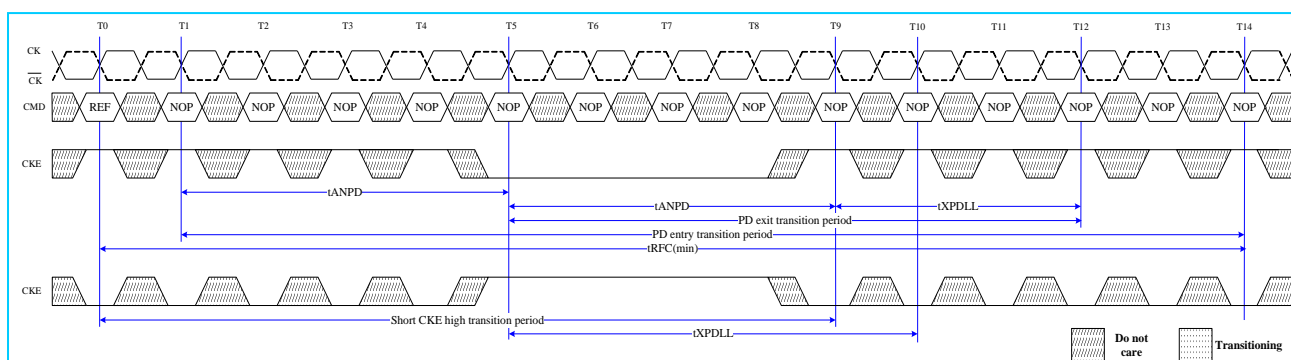 T0 T1 T2 T3 T4 T5 T6 T7 T8 T9 T10 T11 T12 T13 T14
CK
CK
CMD REF NOP NOP NOP NOP NOP NOP NOP NOP NOP NOP NOP NOP NOP NOP
CKE
tANPD
tANPD tXPDLL
PD exit transition period
PD entry transition period
tRFC(min)
CKE
Short CKE high transition period
tXPDLL
Do not care
Transitioning